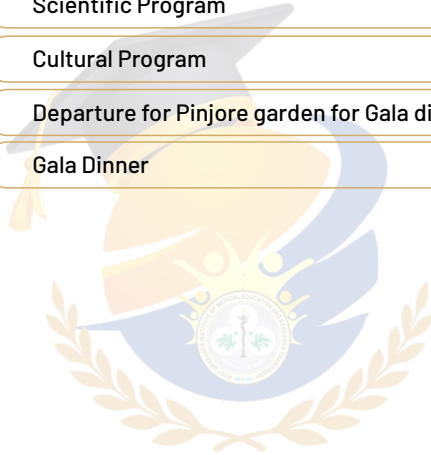 Scientific Program
Cultural Program
Departure for Pinjore garden for Gala di
Gala Dinner